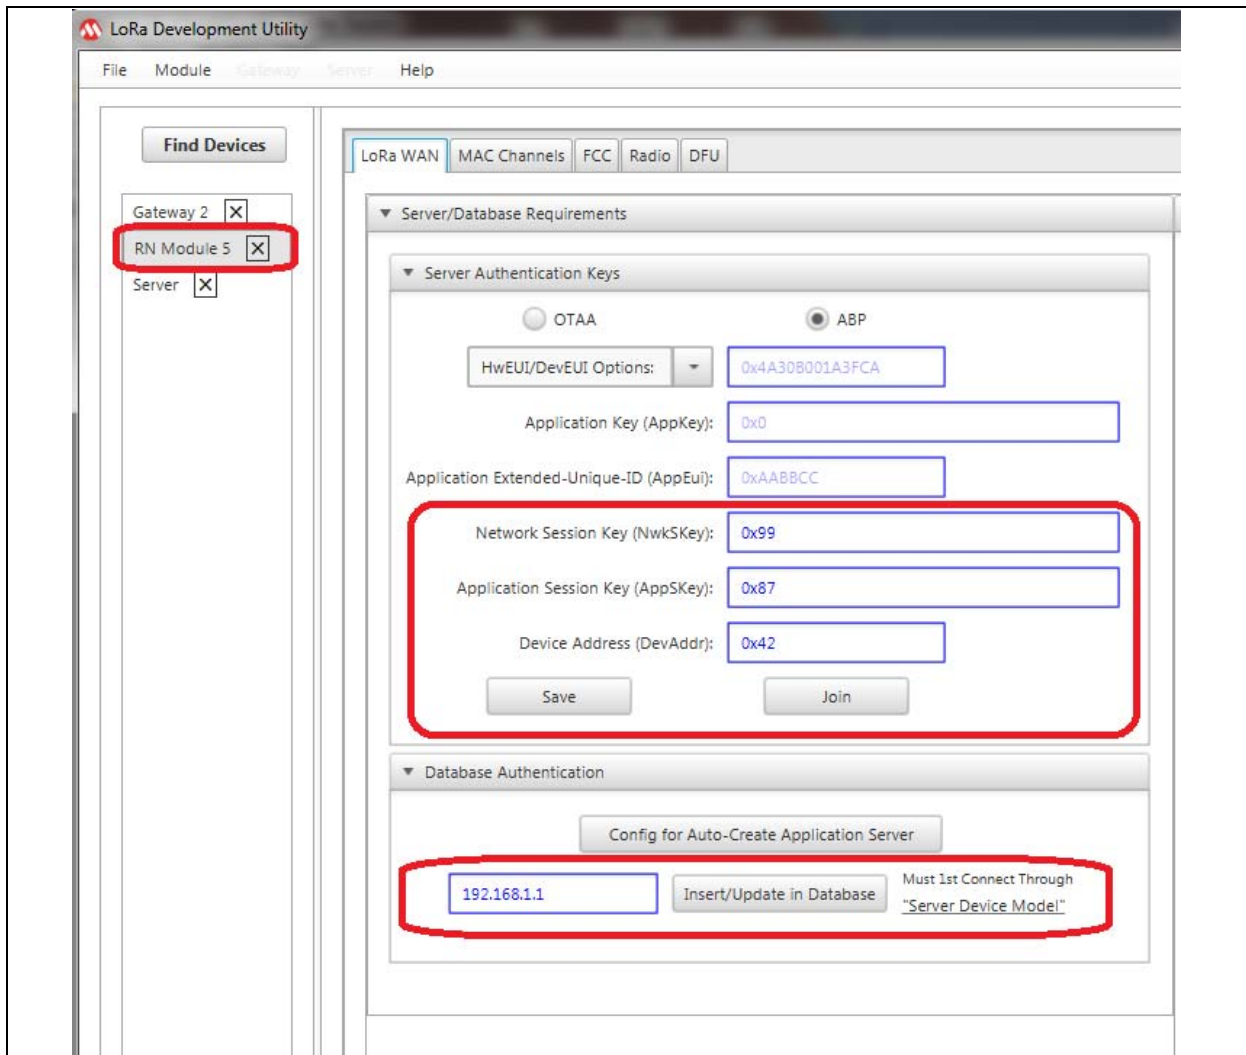 LoRa Development Utility
File Module Gateway Server Help
Find Devices
Gateway 2
RN Module 5
Server
LoRa WAN MAC Channels FCC Radio DFU
Server/Database Requirements
Server Authentication Keys
OTAA ABP
HwEUI/DevEUI Options: 0x4A30B001A3FCA
Application Key (AppKey): 0x0
Application Extended-Unique-ID (AppEui): 0xAABBCC
Network Session Key (NwkSKey): 0x99
Application Session Key (AppSKey): 0x87
Device Address (DevAddr): 0x42
Save Join
Database Authentication
Config for Auto-Create Application Server
192.168.1.1 Insert/Update in Database Must 1st Connect Through
"Server Device Model"